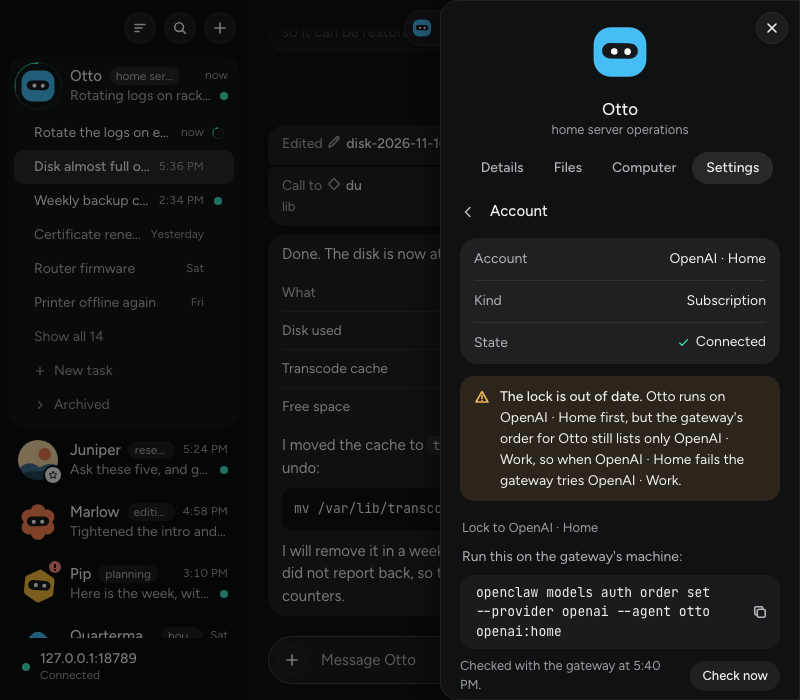 Otto home ser... now
Rotating logs on rack...
Rotate the logs on e... now
Disk almost full o... 5:36 PM
Weekly backup c... 2:34 PM
Certificate rene... Yesterday
Router firmware Sat
Printer offline again Fri
Show all 14
New task
Archived
Juniper rese... 5:24 PM
Ask these five, and g...
Marlow editi... 4:58 PM
Tightened the intro and...
Pip planning 3:10 PM
Here is the week, wit...
Quarterma hou... Sat
127.0.0.1:18789
Connected
so it can be restore
Edited disk-2026-11-1
Call to du
lib
Done. The disk is now at
What
Disk used
Transcode cache
Free space
I moved the cache to
undo:
mv /var/lib/transco
I will remove it in a week
did not report back, so t
counters.
Message Otto
Otto
home server operations
Details Files Computer Settings
Account
Account OpenAI · Home
Kind Subscription
State Connected
The lock is out of date. Otto runs on
OpenAI · Home first, but the gateway's
order for Otto still lists only OpenAI ·
Work, so when OpenAI · Home fails the
gateway tries OpenAI · Work.
Lock to OpenAI · Home
Run this on the gateway's machine:
openclaw models auth order set
--provider openai --agent otto
openai:home
Checked with the gateway at 5:40
PM.
Check now